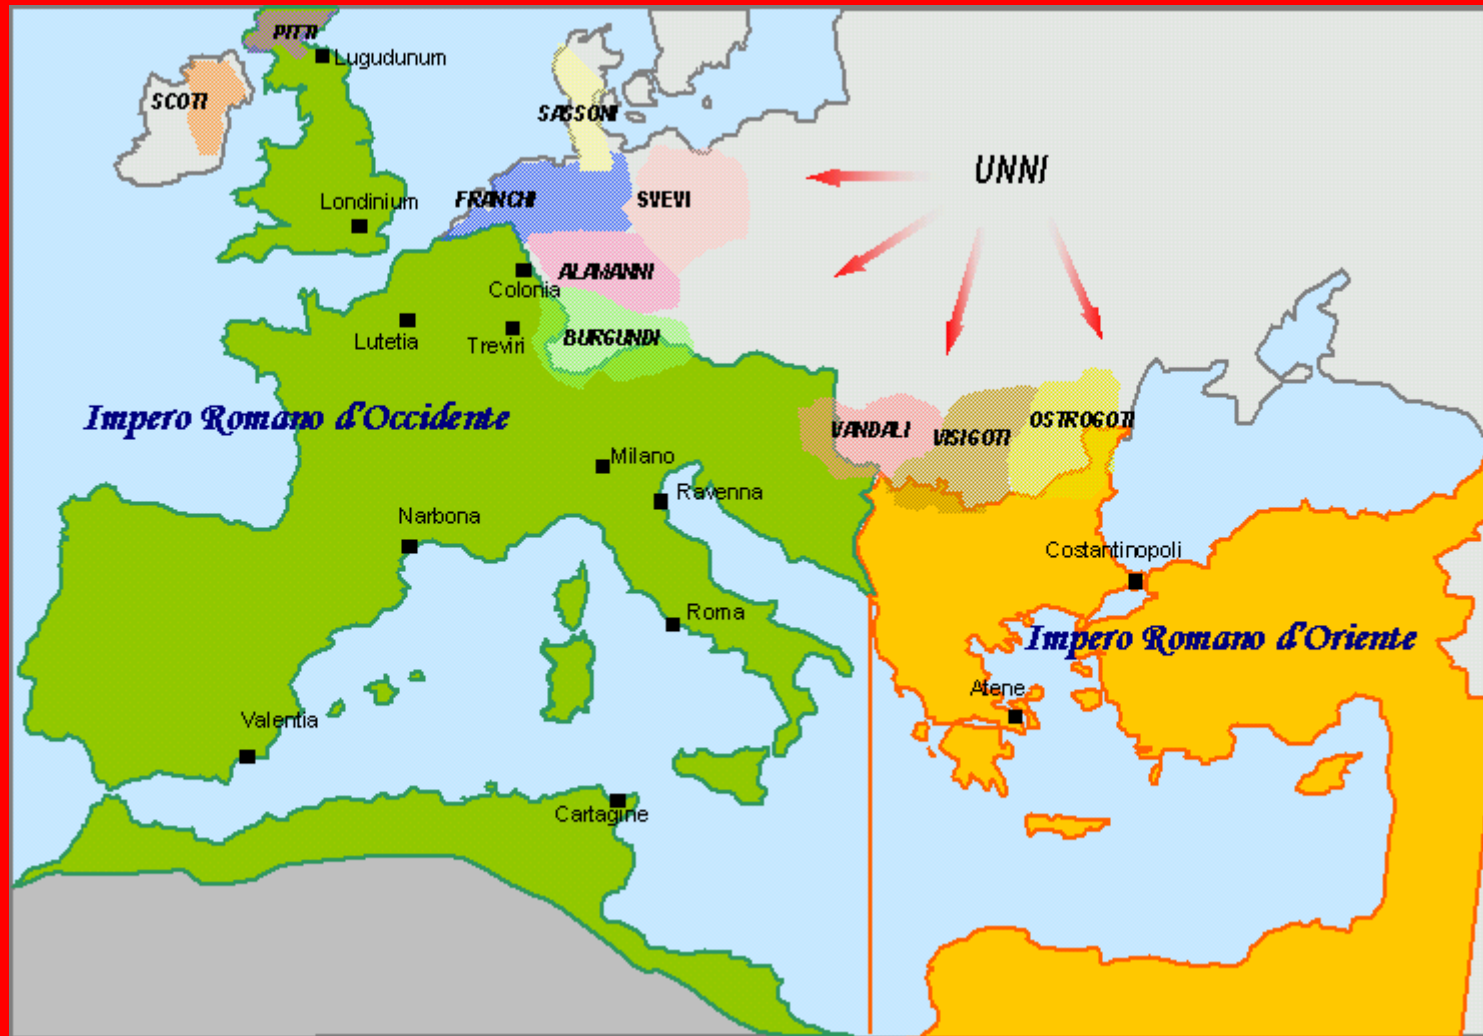 PITTI
Lugudunum
SCOTI
SASSONI
UNNI
Londinium
FRANCHI
SVEVI
ALAMANNI
Colonia
Lutetia
Treviri
BURGUNDI
Impero Romano d'Occidente
VANDALI
VISIGOTI
OSTROGOTI
Milano
Ravenna
Narbona
Costantinopoli
Roma
Impero Romano d'Oriente
Atene
Valentia
Cartagine